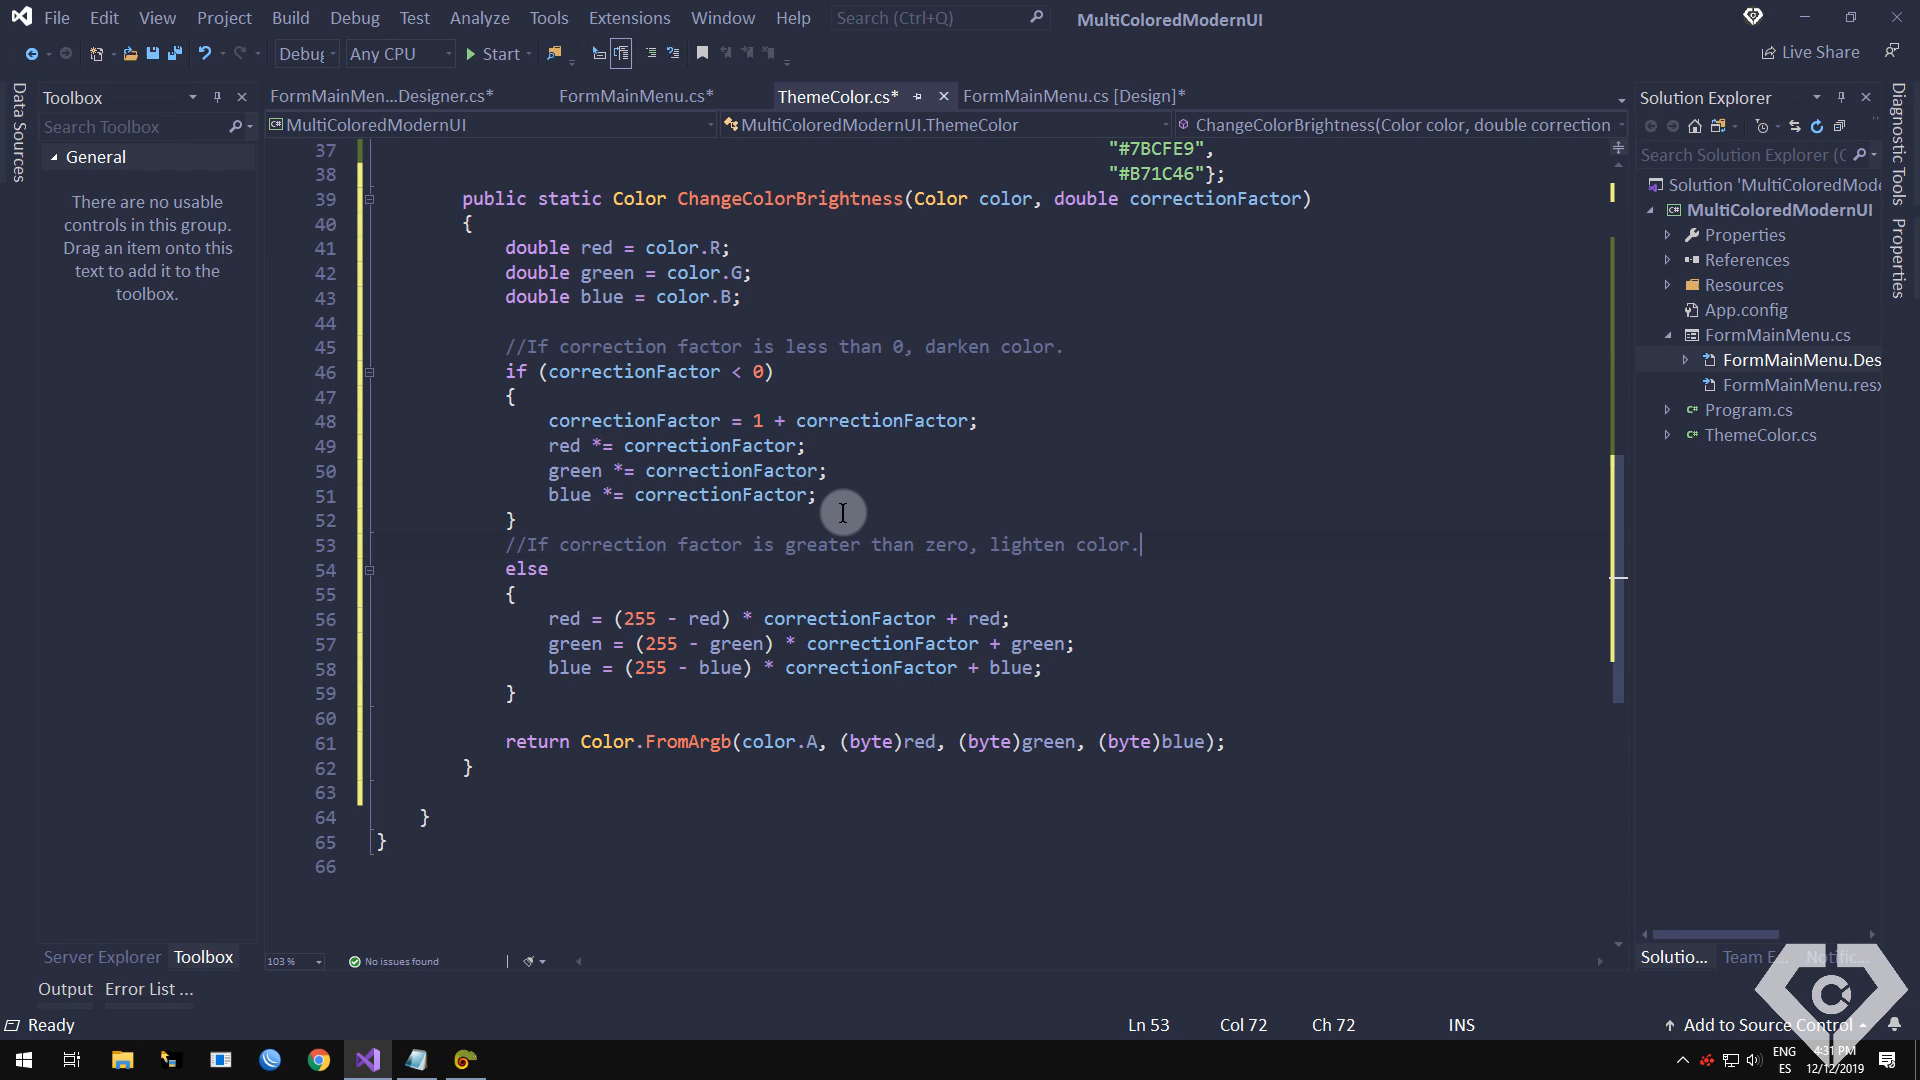 File Edit View Project Build Debug Test Analyze Tools Extensions Window Help Search (Ctrl+Q) MultiColoredModernUI
Debug Any CPU Start Live Share
Data Sources
Toolbox
Search Toolbox
General
There are no usable
controls in this group.
Drag an item onto this
text to add it to the
toolbox.
Server Explorer Toolbox
FormMainMen...Designer.cs* FormMainMenu.cs* ThemeColor.cs* FormMainMenu.cs [Design]*
MultiColoredModernUI MultiColoredModernUI.ThemeColor ChangeColorBrightness(Color color, double correction
37 "#7BCFE9",
38 "#B71C46"};
39 public static Color ChangeColorBrightness(Color color, double correctionFactor)
40 {
41 double red = color.R;
42 double green = color.G;
43 double blue = color.B;
44
45 //If correction factor is less than 0, darken color.
46 if (correctionFactor < 0)
47 {
48 correctionFactor = 1 + correctionFactor;
49 red *= correctionFactor;
50 green *= correctionFactor;
51 blue *= correctionFactor;
52 }
53 //If correction factor is greater than zero, lighten color.
54 else
55 {
56 red = (255 - red) * correctionFactor + red;
57 green = (255 - green) * correctionFactor + green;
58 blue = (255 - blue) * correctionFactor + blue;
59 }
60
61 return Color.FromArgb(color.A, (byte)red, (byte)green, (byte)blue);
62 }
63
64 }
65 }
66
103 % No issues found
Solution Explorer
Search Solution Explorer (C
Solution 'MultiColoredMode
MultiColoredModernUI
Properties
References
Resources
App.config
FormMainMenu.cs
FormMainMenu.Des
FormMainMenu.resx
Program.cs
ThemeColor.cs
Solutio... Team E... Notific...
Diagnostic Tools
Properties
Output Error List ...
Ready Ln 53 Col 72 Ch 72 INS Add to Source Control
ENG
ES
4:31 PM
12/12/2019